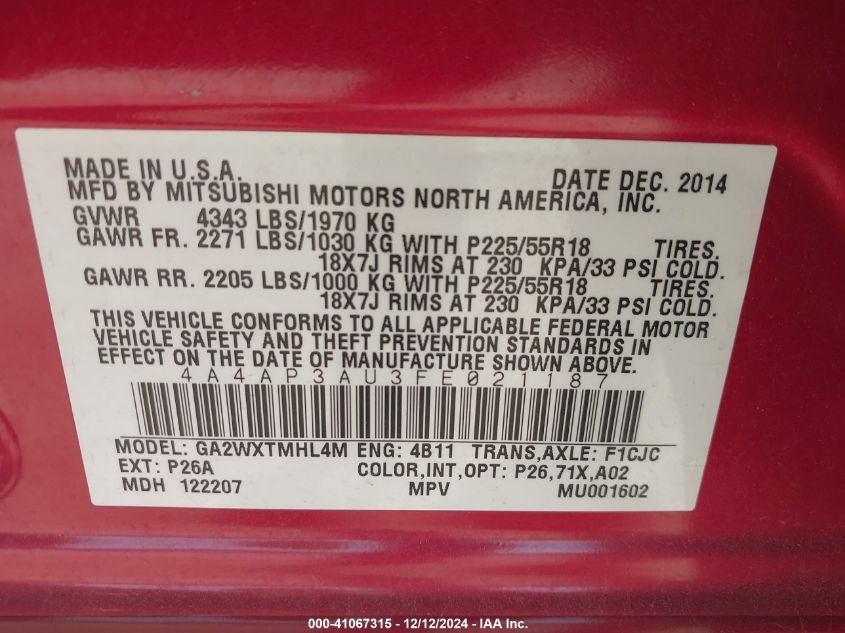 MADE IN U.S.A. DATE DEC. 2014
MFD BY MITSUBISHI MOTORS NORTH AMERICA, INC.
GVWR 4343 LBS/1970 KG
GAWR FR. 2271 LBS/1030 KG WITH P225/55R18 TIRES.
18X7J RIMS AT 230 KPA/33 PSI COLD.
GAWR RR. 2205 LBS/1000 KG WITH P225/55R18 TIRES.
18X7J RIMS AT 230 KPA/33 PSI COLD.
THIS VEHICLE CONFORMS TO ALL APPLICABLE FEDERAL MOTOR
VEHICLE SAFETY AND THEFT PREVENTION STANDARDS IN
EFFECT ON THE DATE OF MANUFACTURE SHOWN ABOVE.
4A4AP3AU3FE021187
MODEL: GA2WXTMHL4M ENG: 4B11 TRANS,AXLE: F1CJC
EXT: P26A COLOR,INT,OPT: P26,71X,A02
MDH 122207 MPV MU001602
000-41067315 - 12/12/2024 - IAA Inc.